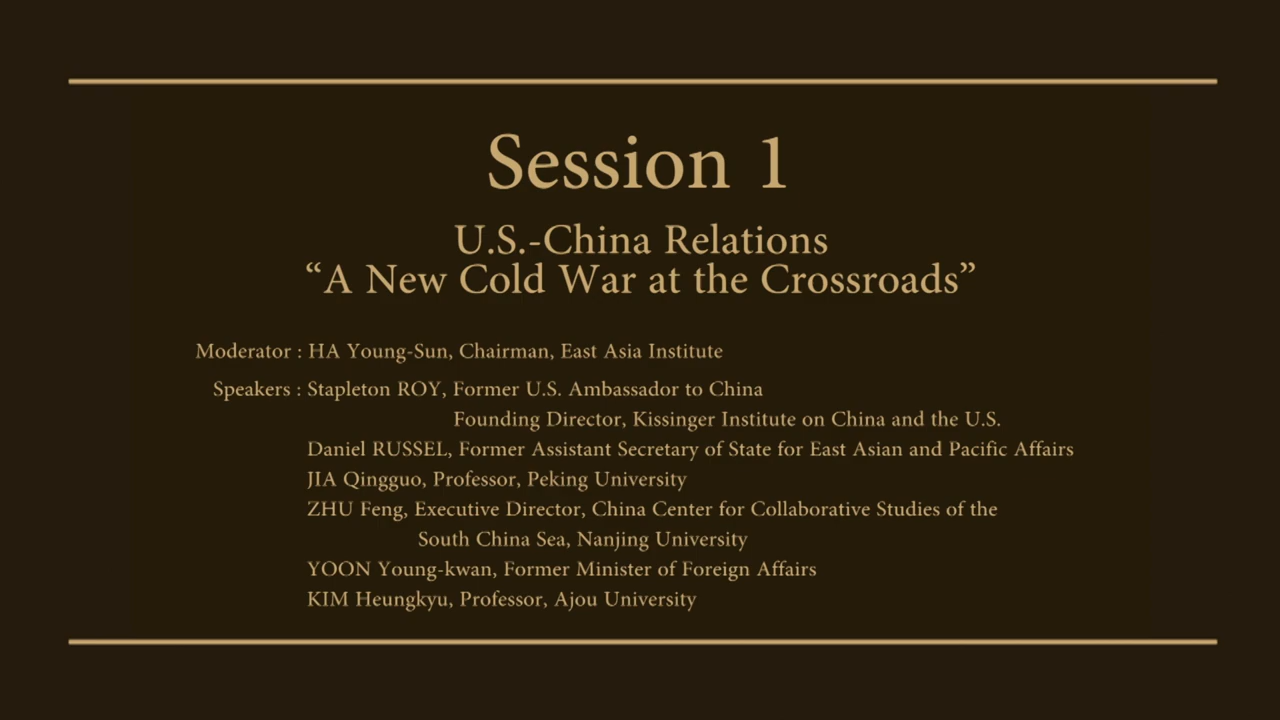 Session 1
U.S.-China Relations
“A New Cold War at the Crossroads”
Moderator : HA Young-Sun, Chairman, East Asia Institute
Speakers : Stapleton ROY, Former U.S. Ambassador to China
Founding Director, Kissinger Institute on China and the U.S.
Daniel RUSSEL, Former Assistant Secretary of State for East Asian and Pacific Affairs
JIA Qingguo, Professor, Peking University
ZHU Feng, Executive Director, China Center for Collaborative Studies of the
South China Sea, Nanjing University
YOON Young-kwan, Former Minister of Foreign Affairs
KIM Heungkyu, Professor, Ajou University